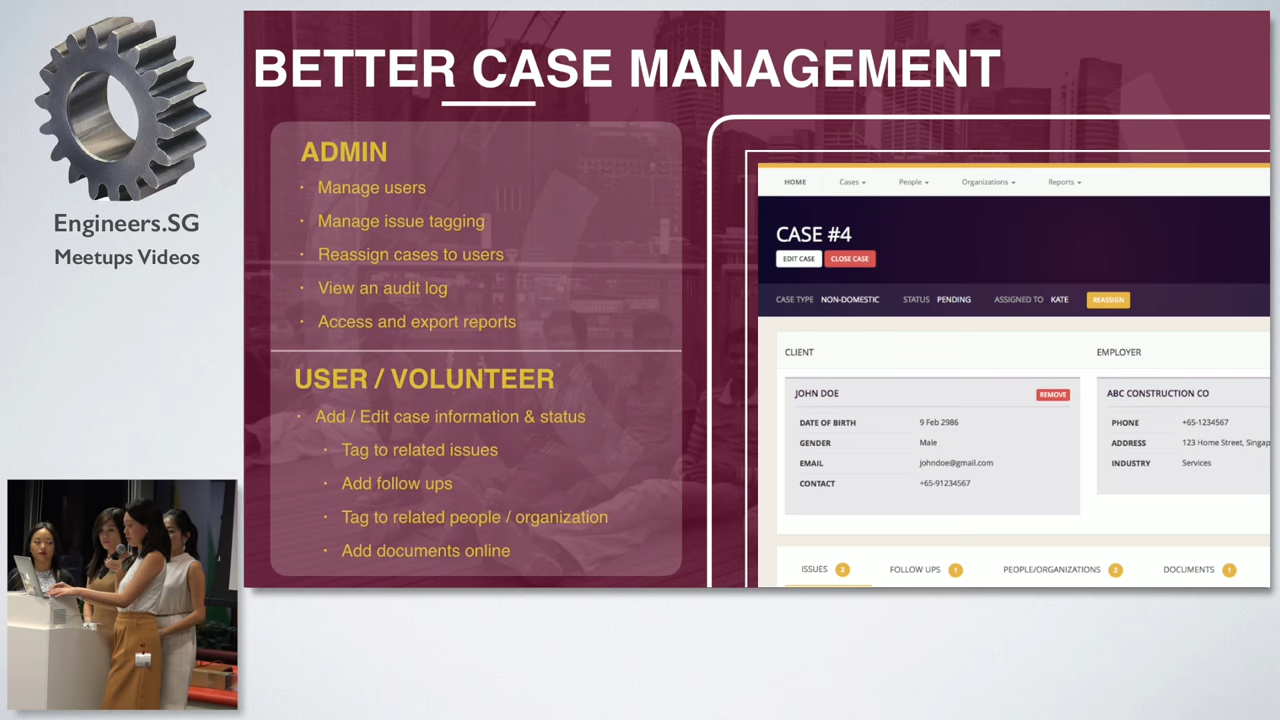 Engineers.SG
Meetups Videos
BETTER CASE MANAGEMENT
ADMIN
· Manage users
· Manage issue tagging
· Reassign cases to users
· View an audit log
· Access and export reports
USER / VOLUNTEER
· Add / Edit case information & status
· Tag to related issues
· Add follow ups
· Tag to related people / organization
· Add documents online
HOME Cases People Organizations Reports
CASE #4
EDIT CASE CLOSE CASE
CASE TYPE NON-DOMESTIC STATUS PENDING ASSIGNED TO KATE REASSIGN
CLIENT EMPLOYER
JOHN DOE REMOVE ABC CONSTRUCTION CO
DATE OF BIRTH 9 Feb 2986 PHONE +65-1234567
GENDER Male ADDRESS 123 Home Street, Singap
EMAIL johndoe@gmail.com INDUSTRY Services
CONTACT +65-91234567
ISSUES 3 FOLLOW UPS 1 PEOPLE/ORGANIZATIONS 2 DOCUMENTS 1